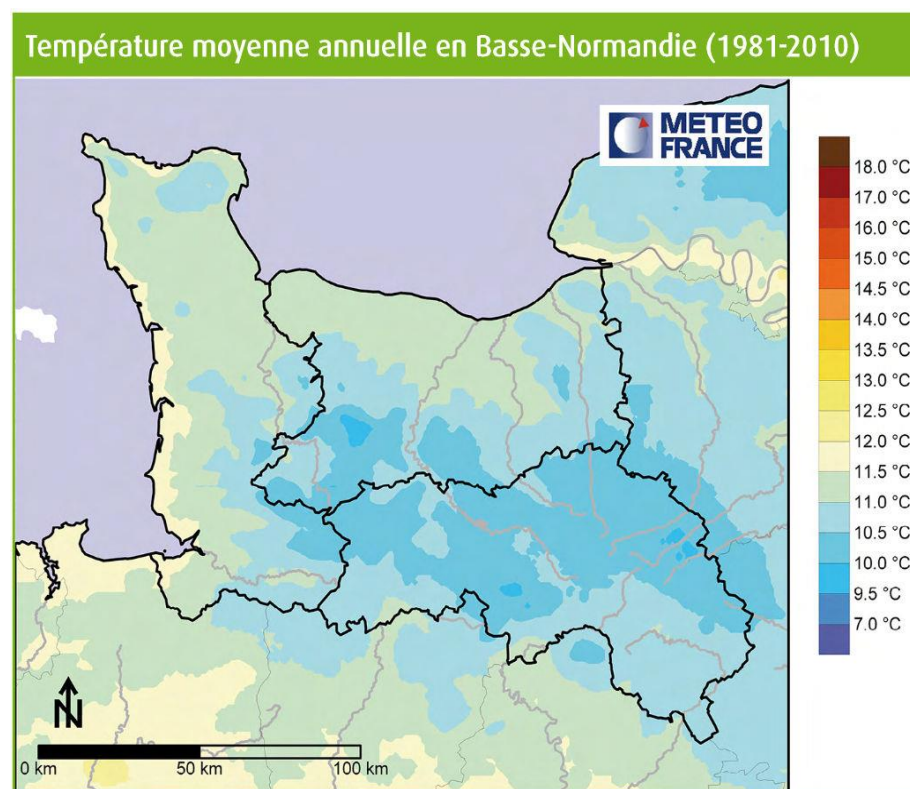 Température moyenne annuelle en Basse-Normandie (1981-2010)
METEO
FRANCE
18.0 °C
17.0 °C
16.0 °C
15.0 °C
14.5 °C
14.0 °C
13.5 °C
13.0 °C
12.5 °C
12.0 °C
11.5 °C
11.0 °C
10.5 °C
10.0 °C
9.5 °C
7.0 °C
N
0 km
50 km
100 km